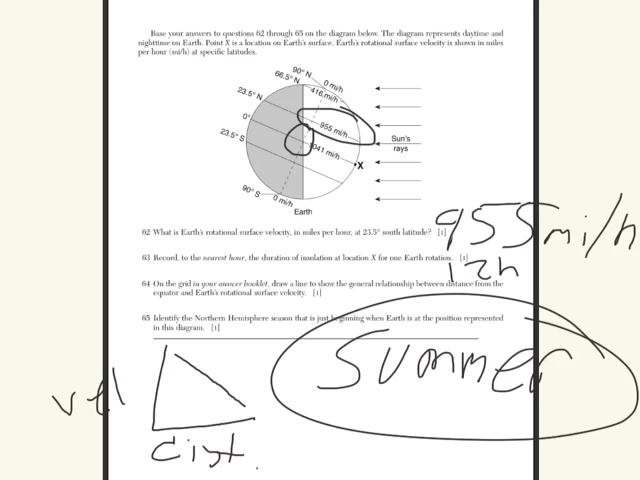 Base your answers to questions 62 through 65 on the diagram below. The diagram represents daytime and
nighttime on Earth. Point X is a location on Earth's surface. Earth's rotational surface velocity is shown in miles
per hour (mi/h) at specific latitudes.
90° N
0 mi/h
66.5° N
416 mi/h
23.5° N
955 mi/h
0°
1041 mi/h
23.5° S
Sun's
rays
X
90° S
0 mi/h
Earth
62 What is Earth's rotational surface velocity, in miles per hour, at 23.5° south latitude? [1]
955 mi/h
63 Record, to the nearest hour, the duration of insolation at location X for one Earth rotation. [1]
12h
64 On the grid in your answer booklet, draw a line to show the general relationship between distance from the
equator and Earth's rotational surface velocity. [1]
65 Identify the Northern Hemisphere season that is just beginning when Earth is at the position represented
in this diagram. [1]
Summer
vel
dist.